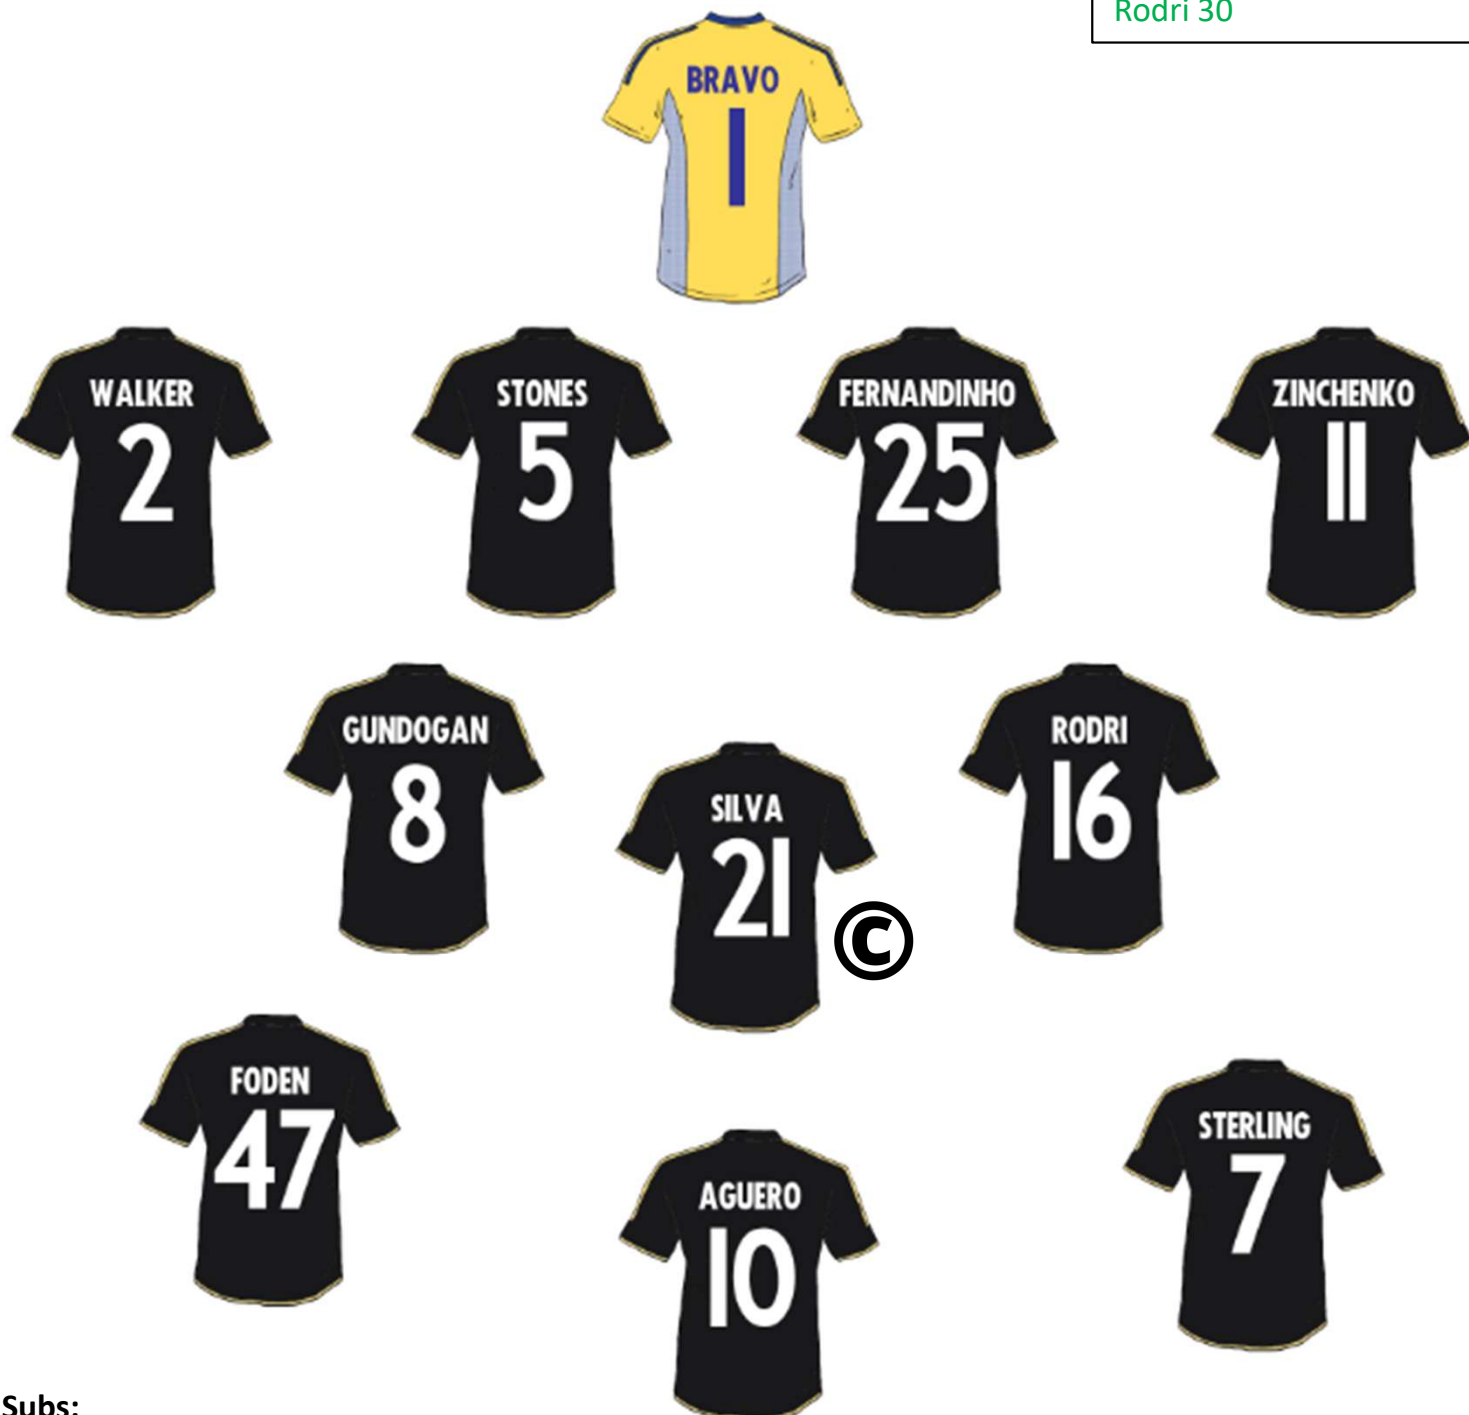 Rodri 30
BRAVO
1
WALKER
2
STONES
5
FERNANDINHO
25
ZINCHENKO
11
GUNDOGAN
8
SILVA
21
©
RODRI
16
FODEN
47
AGUERO
10
STERLING
7
Subs: